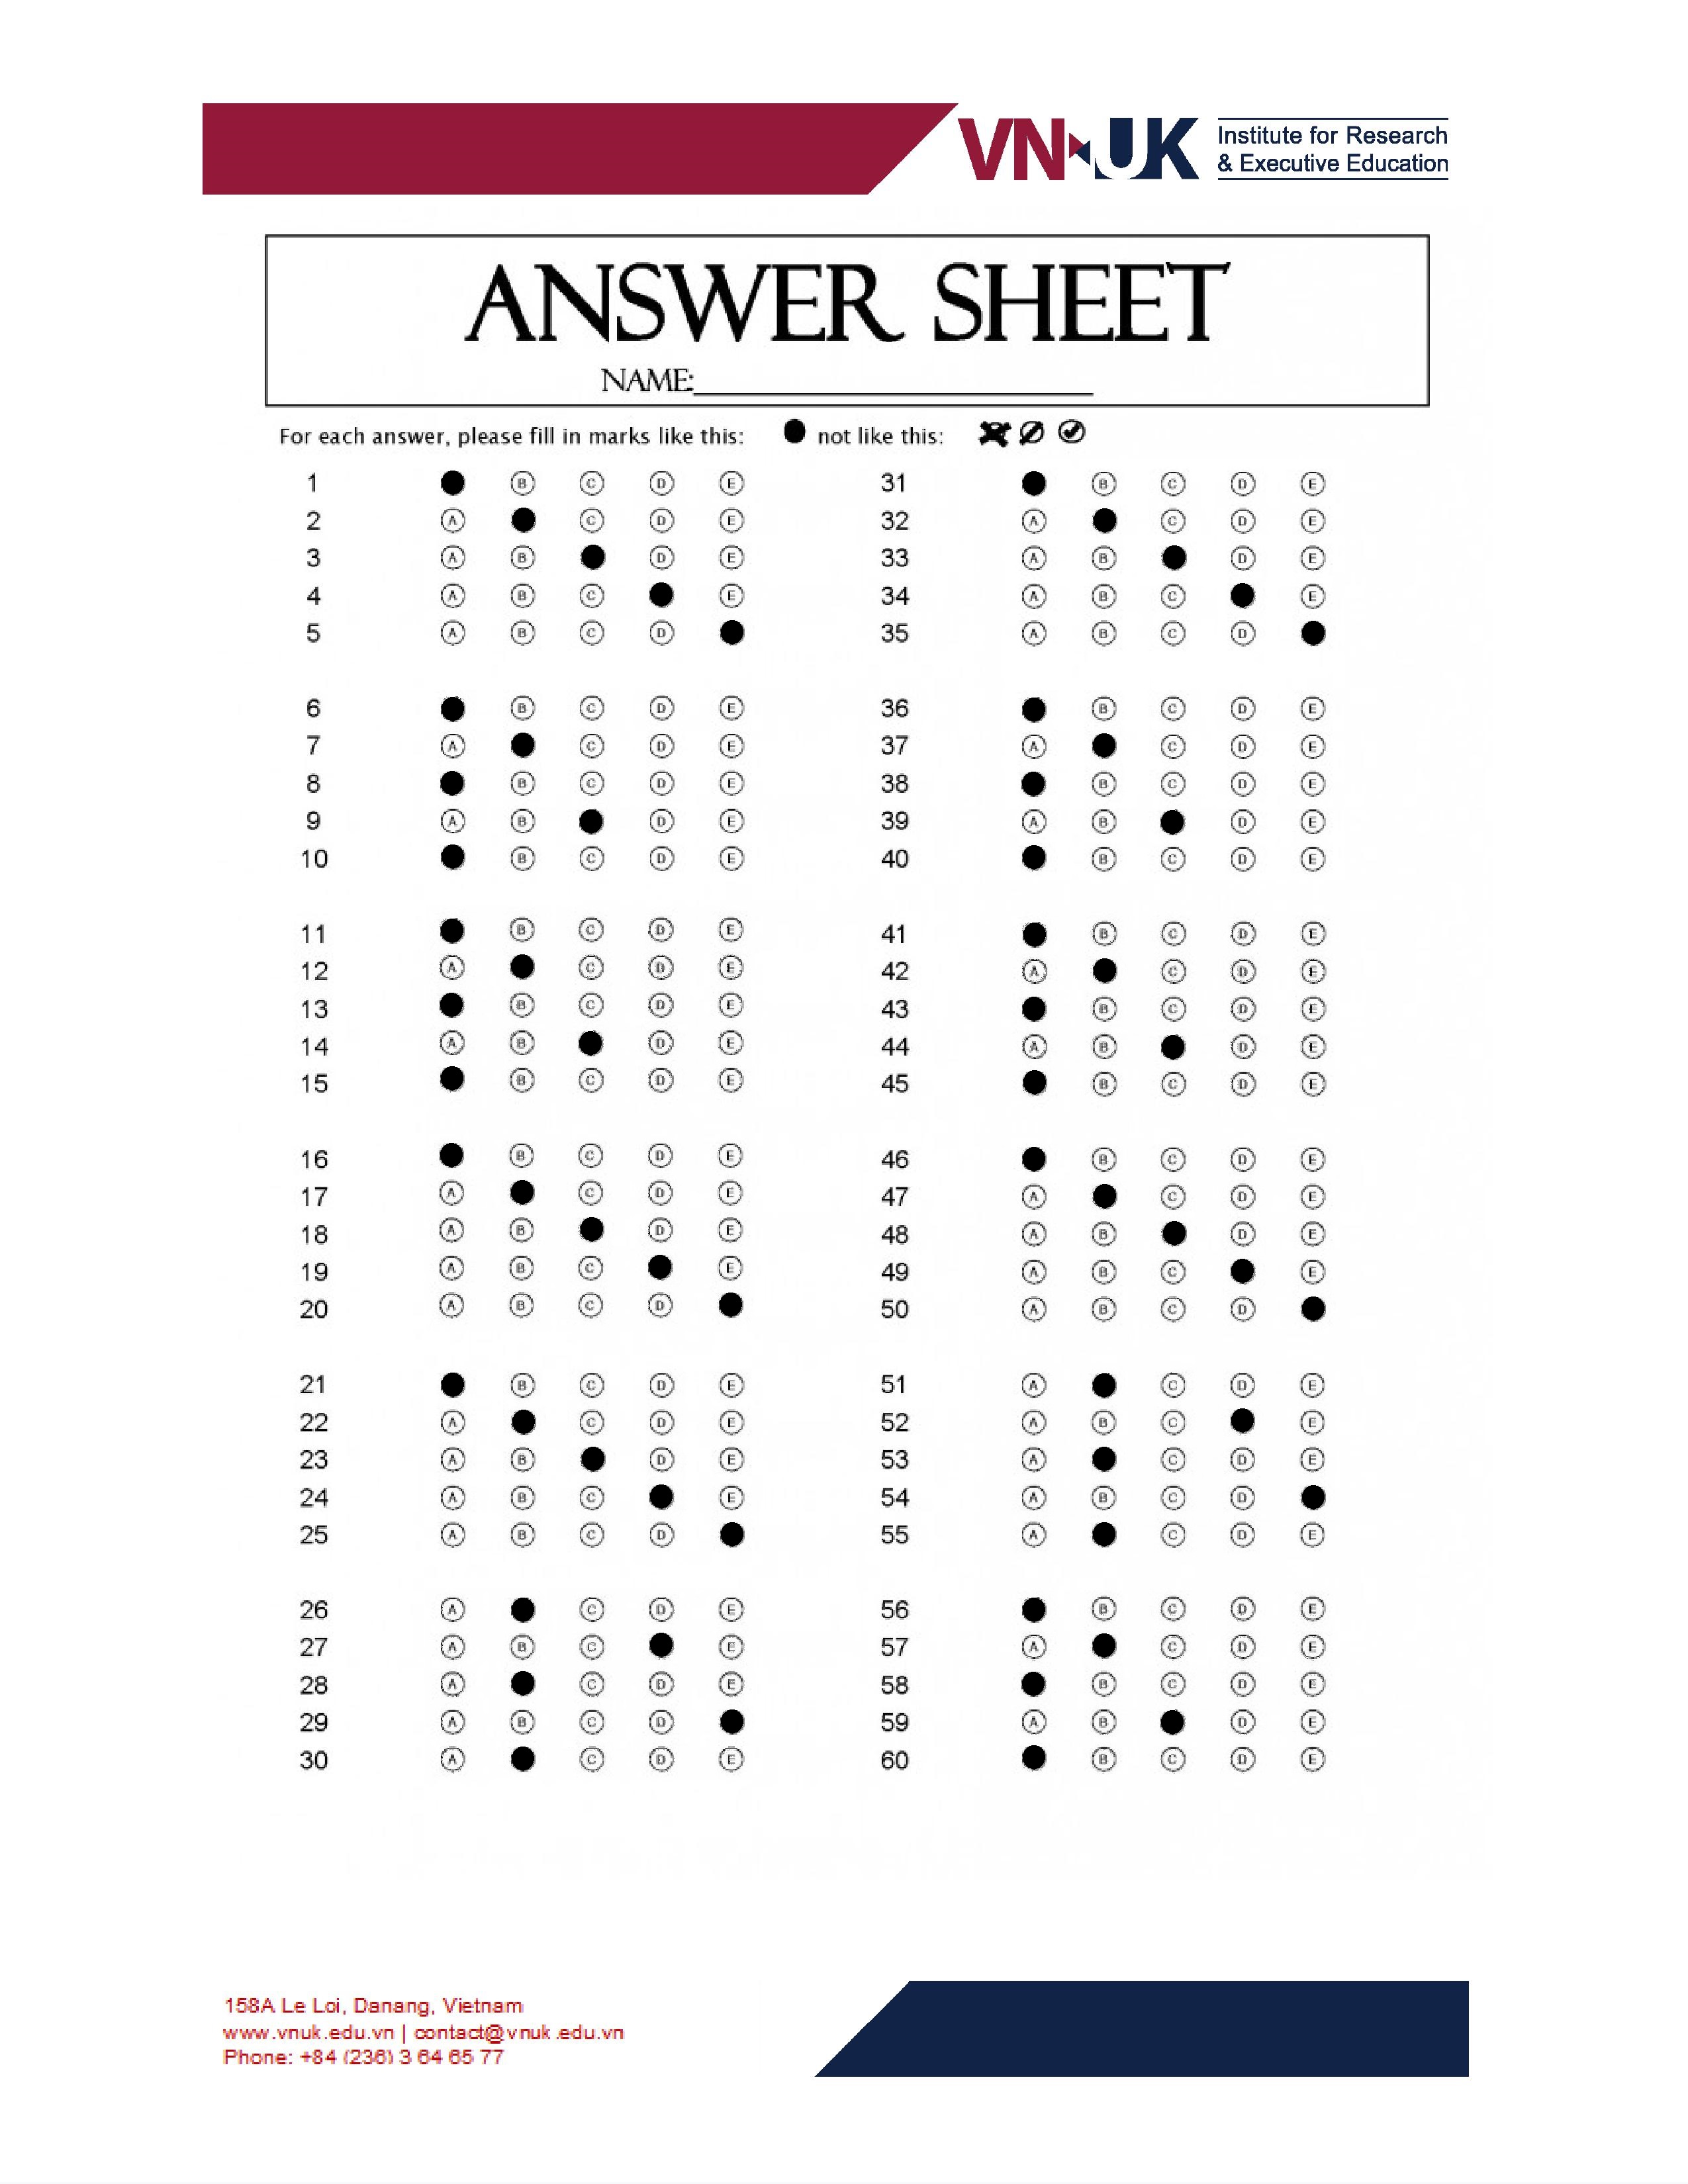 VN UK Institute for Research
& Executive Education
ANSWER SHEET
NAME:
For each answer, please fill in marks like this: not like this:
1 B C D E 31 B C D E
2 A C D E 32 A C D E
3 A B D E 33 A B D E
4 A B C E 34 A B C E
5 A B C D 35 A B C D
6 B C D E 36 B C D E
7 A C D E 37 A C D E
8 B C D E 38 B C D E
9 A B D E 39 A B D E
10 B C D E 40 B C D E
11 B C D E 41 B C D E
12 A C D E 42 A C D E
13 B C D E 43 B C D E
14 A B D E 44 A B D E
15 B C D E 45 B C D E
16 B C D E 46 B C D E
17 A C D E 47 A C D E
18 A B D E 48 A B D E
19 A B C E 49 A B C E
20 A B C D 50 A B C D
21 B C D E 51 A C D E
22 A C D E 52 A B C E
23 A B D E 53 A C D E
24 A B C E 54 A B C D
25 A B C D 55 A C D E
26 A C D E 56 B C D E
27 A B C E 57 A C D E
28 A C D E 58 B C D E
29 A B C D 59 A B D E
30 A C D E 60 B C D E
158A Le Loi, Danang, Vietnam
www.vnuk.edu.vn | contact@vnuk.edu.vn
Phone: +84 (236) 3 64 65 77